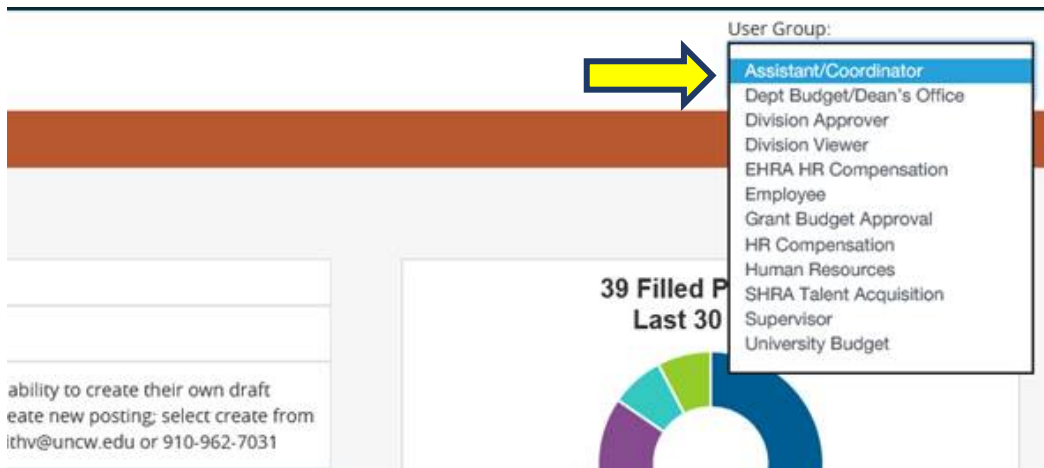 User Group:
Assistant/Coordinator
Dept Budget/Dean's Office
Division Approver
Division Viewer
EHRA HR Compensation
Employee
Grant Budget Approval
HR Compensation
Human Resources
SHRA Talent Acquisition
Supervisor
University Budget
39 Filled P
Last 30
ability to create their own draft
eate new posting; select create from
ithv@uncw.edu or 910-962-7031